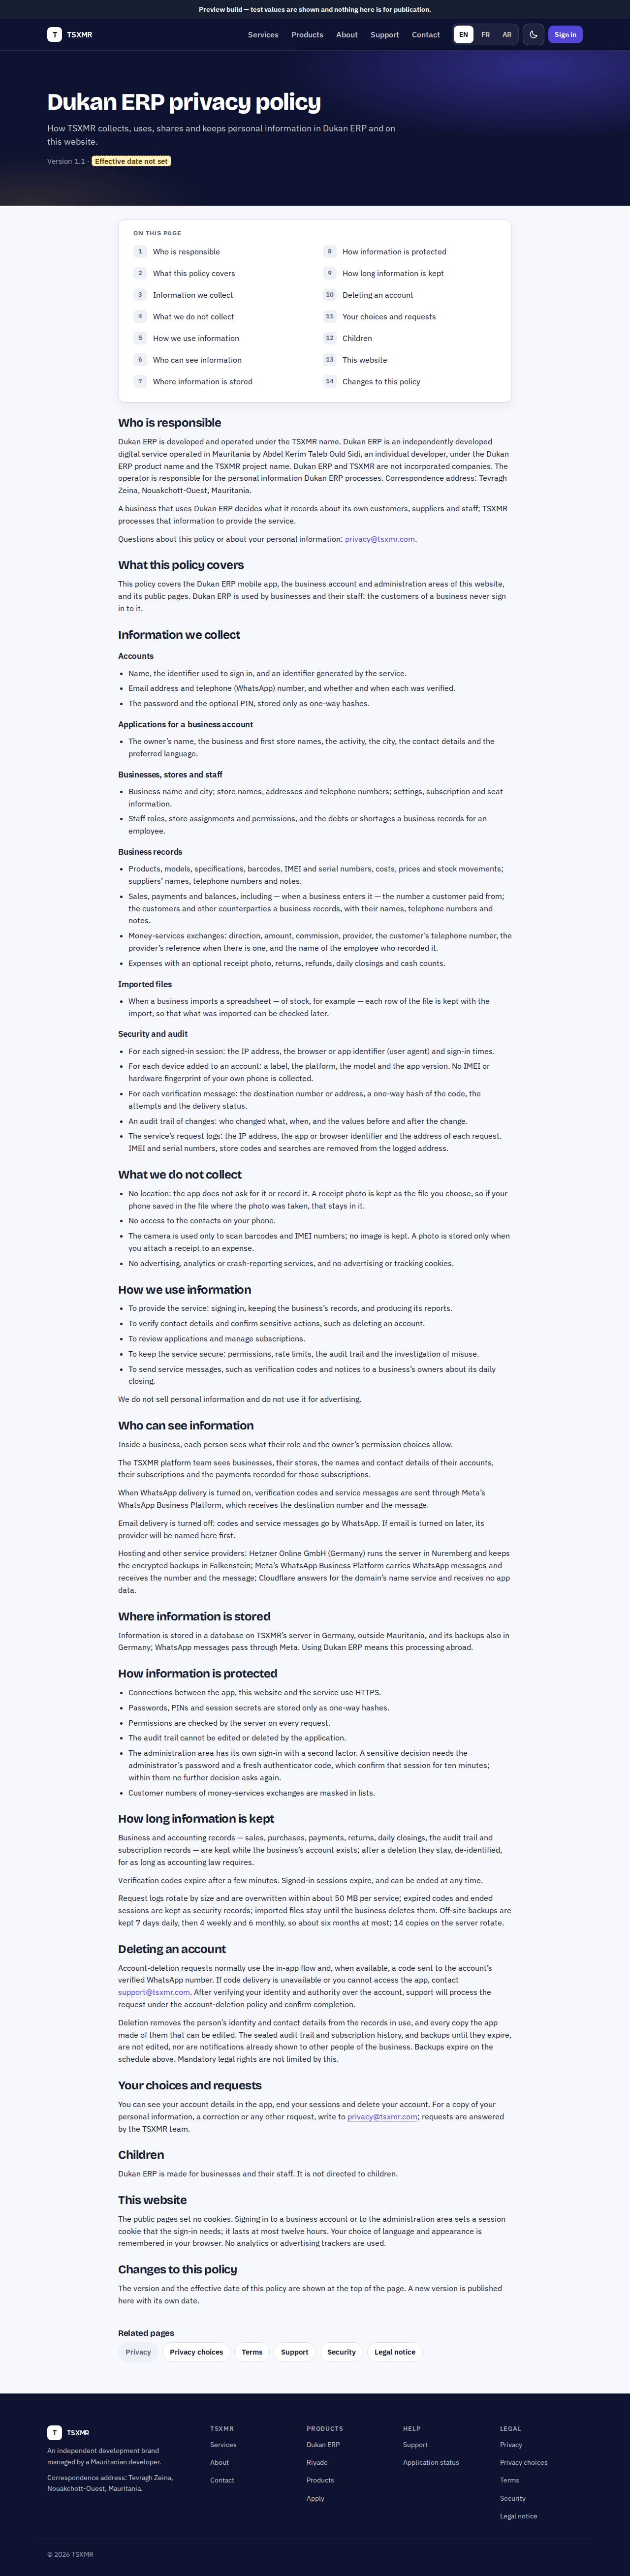 Preview build — test values are shown and nothing here is for publication.
T TSXMR
Services Products About Support Contact EN FR AR Sign in
Dukan ERP privacy policy
How TSXMR collects, uses, shares and keeps personal information in Dukan ERP and on
this website.
Version 1.1 · Effective date not set
ON THIS PAGE
1 Who is responsible
2 What this policy covers
3 Information we collect
4 What we do not collect
5 How we use information
6 Who can see information
7 Where information is stored
8 How information is protected
9 How long information is kept
10 Deleting an account
11 Your choices and requests
12 Children
13 This website
14 Changes to this policy
Who is responsible
Dukan ERP is developed and operated under the TSXMR name. Dukan ERP is an independently developed
digital service operated in Mauritania by Abdel Kerim Taleb Ould Sidi, an individual developer, under the Dukan
ERP product name and the TSXMR project name. Dukan ERP and TSXMR are not incorporated companies. The
operator is responsible for the personal information Dukan ERP processes. Correspondence address: Tevragh
Zeina, Nouakchott-Ouest, Mauritania.
A business that uses Dukan ERP decides what it records about its own customers, suppliers and staff; TSXMR
processes that information to provide the service.
Questions about this policy or about your personal information: privacy@tsxmr.com.
What this policy covers
This policy covers the Dukan ERP mobile app, the business account and administration areas of this website,
and its public pages. Dukan ERP is used by businesses and their staff: the customers of a business never sign
in to it.
Information we collect
Accounts
• Name, the identifier used to sign in, and an identifier generated by the service.
• Email address and telephone (WhatsApp) number, and whether and when each was verified.
• The password and the optional PIN, stored only as one-way hashes.
Applications for a business account
• The owner's name, the business and first store names, the activity, the city, the contact details and the
preferred language.
Businesses, stores and staff
• Business name and city; store names, addresses and telephone numbers; settings, subscription and seat
information.
• Staff roles, store assignments and permissions, and the debts or shortages a business records for an
employee.
Business records
• Products, models, specifications, barcodes, IMEI and serial numbers, costs, prices and stock movements;
suppliers' names, telephone numbers and notes.
• Sales, payments and balances, including — when a business enters it — the number a customer paid from;
the customers and other counterparties a business records, with their names, telephone numbers and
notes.
• Money-services exchanges: direction, amount, commission, provider, the customer's telephone number, the
provider's reference when there is one, and the name of the employee who recorded it.
• Expenses with an optional receipt photo, returns, refunds, daily closings and cash counts.
Imported files
• When a business imports a spreadsheet — of stock, for example — each row of the file is kept with the
import, so that what was imported can be checked later.
Security and audit
• For each signed-in session: the IP address, the browser or app identifier (user agent) and sign-in times.
• For each device added to an account: a label, the platform, the model and the app version. No IMEI or
hardware fingerprint of your own phone is collected.
• For each verification message: the destination number or address, a one-way hash of the code, the
attempts and the delivery status.
• An audit trail of changes: who changed what, when, and the values before and after the change.
• The service's request logs: the IP address, the app or browser identifier and the address of each request.
IMEI and serial numbers, store codes and searches are removed from the logged address.
What we do not collect
• No location: the app does not ask for it or record it. A receipt photo is kept as the file you choose, so if your
phone saved in the file where the photo was taken, that stays in it.
• No access to the contacts on your phone.
• The camera is used only to scan barcodes and IMEI numbers; no image is kept. A photo is stored only when
you attach a receipt to an expense.
• No advertising, analytics or crash-reporting services, and no advertising or tracking cookies.
How we use information
• To provide the service: signing in, keeping the business's records, and producing its reports.
• To verify contact details and confirm sensitive actions, such as deleting an account.
• To review applications and manage subscriptions.
• To keep the service secure: permissions, rate limits, the audit trail and the investigation of misuse.
• To send service messages, such as verification codes and notices to a business's owners about its daily
closing.
We do not sell personal information and do not use it for advertising.
Who can see information
Inside a business, each person sees what their role and the owner's permission choices allow.
The TSXMR platform team sees businesses, their stores, the names and contact details of their accounts,
their subscriptions and the payments recorded for those subscriptions.
When WhatsApp delivery is turned on, verification codes and service messages are sent through Meta's
WhatsApp Business Platform, which receives the destination number and the message.
Email delivery is turned off: codes and service messages go by WhatsApp. If email is turned on later, its
provider will be named here first.
Hosting and other service providers: Hetzner Online GmbH (Germany) runs the server in Nuremberg and keeps
the encrypted backups in Falkenstein; Meta's WhatsApp Business Platform carries WhatsApp messages and
receives the number and the message; Cloudflare answers for the domain's name service and receives no app
data.
Where information is stored
Information is stored in a database on TSXMR's server in Germany, outside Mauritania, and its backups also in
Germany; WhatsApp messages pass through Meta. Using Dukan ERP means this processing abroad.
How information is protected
• Connections between the app, this website and the service use HTTPS.
• Passwords, PINs and session secrets are stored only as one-way hashes.
• Permissions are checked by the server on every request.
• The audit trail cannot be edited or deleted by the application.
• The administration area has its own sign-in with a second factor. A sensitive decision needs the
administrator's password and a fresh authenticator code, which confirm that session for ten minutes;
within them no further decision asks again.
• Customer numbers of money-services exchanges are masked in lists.
How long information is kept
Business and accounting records — sales, purchases, payments, returns, daily closings, the audit trail and
subscription records — are kept while the business's account exists; after a deletion they stay, de-identified,
for as long as accounting law requires.
Verification codes expire after a few minutes. Signed-in sessions expire, and can be ended at any time.
Request logs rotate by size and are overwritten within about 50 MB per service; expired codes and ended
sessions are kept as security records; imported files stay until the business deletes them. Off-site backups are
kept 7 days daily, then 4 weekly and 6 monthly, so about six months at most; 14 copies on the server rotate.
Deleting an account
Account-deletion requests normally use the in-app flow and, when available, a code sent to the account's
verified WhatsApp number. If code delivery is unavailable or you cannot access the app, contact
support@tsxmr.com. After verifying your identity and authority over the account, support will process the
request under the account-deletion policy and confirm completion.
Deletion removes the person's identity and contact details from the records in use, and every copy the app
made of them that can be edited. The sealed audit trail and subscription history, and backups until they expire,
are not edited, nor are notifications already shown to other people of the business. Backups expire on the
schedule above. Mandatory legal rights are not limited by this.
Your choices and requests
You can see your account details in the app, end your sessions and delete your account. For a copy of your
personal information, a correction or any other request, write to privacy@tsxmr.com; requests are answered
by the TSXMR team.
Children
Dukan ERP is made for businesses and their staff. It is not directed to children.
This website
The public pages set no cookies. Signing in to a business account or to the administration area sets a session
cookie that the sign-in needs; it lasts at most twelve hours. Your choice of language and appearance is
remembered in your browser. No analytics or advertising trackers are used.
Changes to this policy
The version and the effective date of this policy are shown at the top of the page. A new version is published
here with its own date.
Related pages
Privacy Privacy choices Terms Support Security Legal notice
T TSXMR
An independent development brand
managed by a Mauritanian developer.
Correspondence address: Tevragh Zeina,
Nouakchott-Ouest, Mauritania.
TSXMR
Services
About
Contact
PRODUCTS
Dukan ERP
Riyade
Products
Apply
HELP
Support
Application status
LEGAL
Privacy
Privacy choices
Terms
Security
Legal notice
© 2026 TSXMR